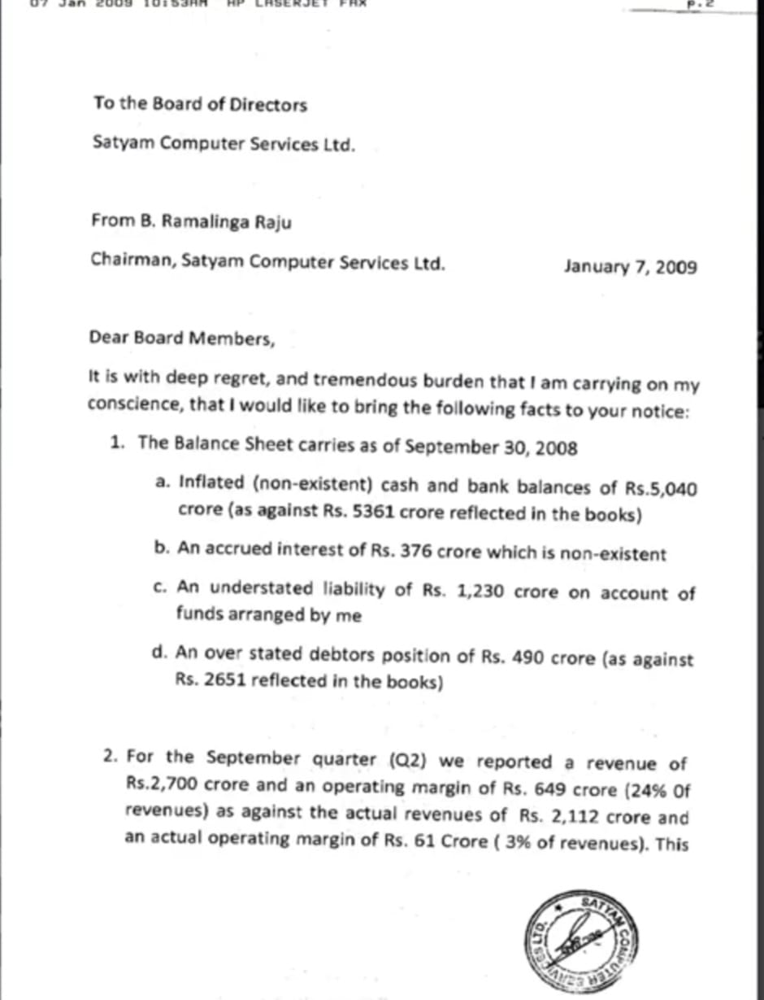 07 Jan 2009 10:53AM HP LASERJET FAX p.2
To the Board of Directors
Satyam Computer Services Ltd.
From B. Ramalinga Raju
Chairman, Satyam Computer Services Ltd. January 7, 2009
Dear Board Members,
It is with deep regret, and tremendous burden that I am carrying on my
conscience, that I would like to bring the following facts to your notice:
1. The Balance Sheet carries as of September 30, 2008
a. Inflated (non-existent) cash and bank balances of Rs.5,040
crore (as against Rs. 5361 crore reflected in the books)
b. An accrued interest of Rs. 376 crore which is non-existent
c. An understated liability of Rs. 1,230 crore on account of
funds arranged by me
d. An over stated debtors position of Rs. 490 crore (as against
Rs. 2651 reflected in the books)
2. For the September quarter (Q2) we reported a revenue of
Rs.2,700 crore and an operating margin of Rs. 649 crore (24% Of
revenues) as against the actual revenues of Rs. 2,112 crore and
an actual operating margin of Rs. 61 Crore ( 3% of revenues). This
SATYAM COMPUTER SERVICES LTD.